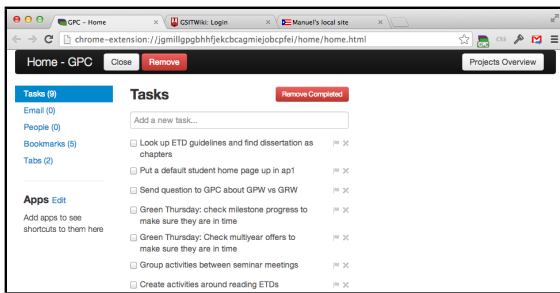 GPC - Home
GSITWiki: Login
Manuel's local site
chrome-extension://jgmillgpgbhhfjekcbcagmiejobcpfei/home/home.html
Home - GPC
Close
Remove
Projects Overview
Tasks (9)
Email (0)
People (0)
Bookmarks (5)
Tabs (2)
Apps Edit
Add apps to see
shortcuts to them here
Tasks
Remove Completed
Add a new task...
Look up ETD guidelines and find dissertation as
chapters
Put a default student home page up in ap1
Send question to GPC about GPW vs GRW
Green Thursday: check milestone progress to
make sure they are in time
Green Thursday: Check multiyear offers to
make sure they are in time
Group activities between seminar meetings
Create activities around reading ETDs